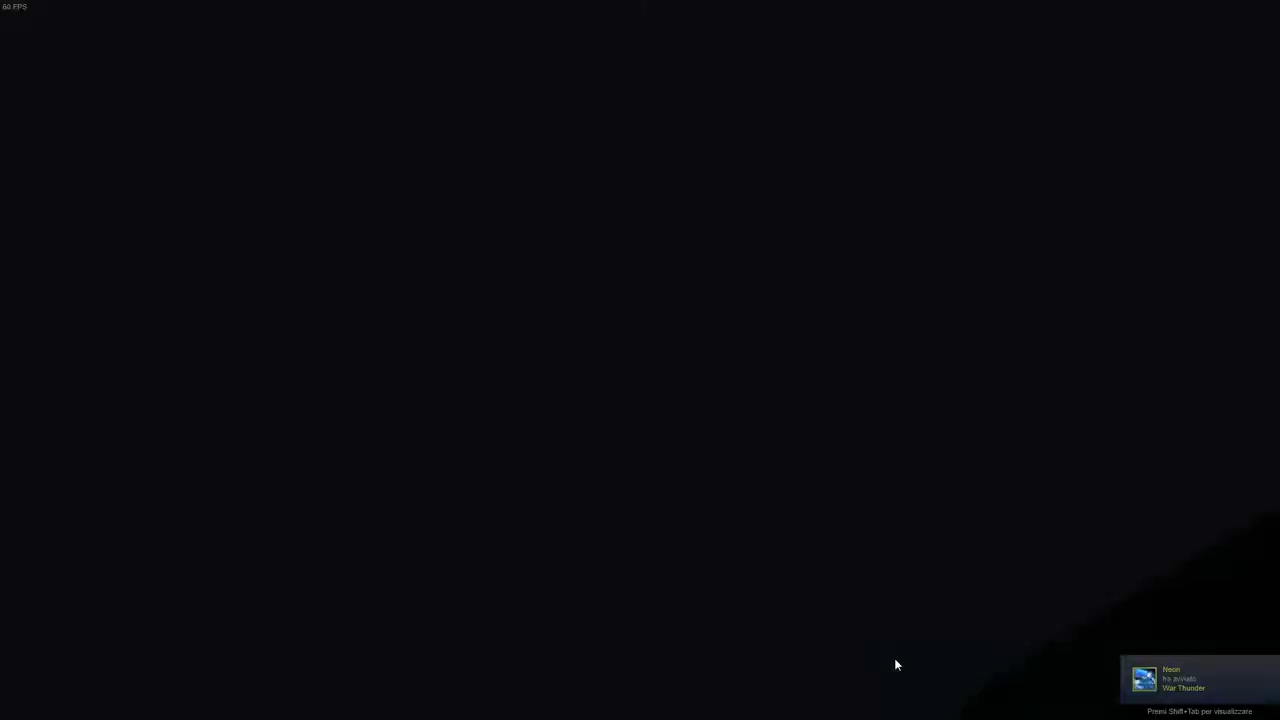 60 FPS
Neon
ha avviato
War Thunder
Premi Shift+Tab per visualizzare